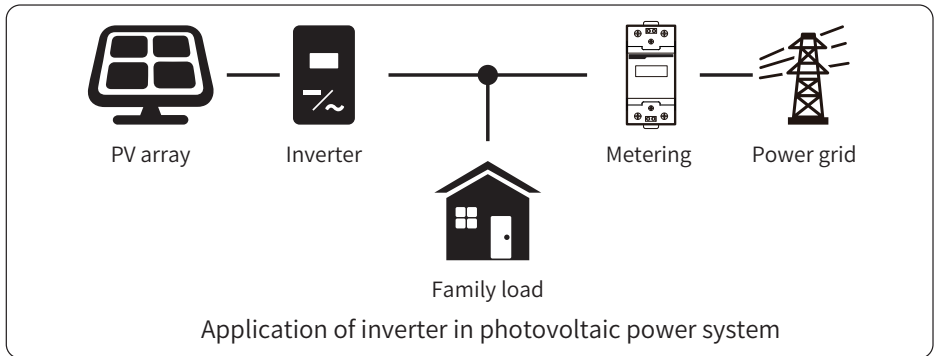 PV array
Inverter
Metering
Power grid
Family load
Application of inverter in photovoltaic power system